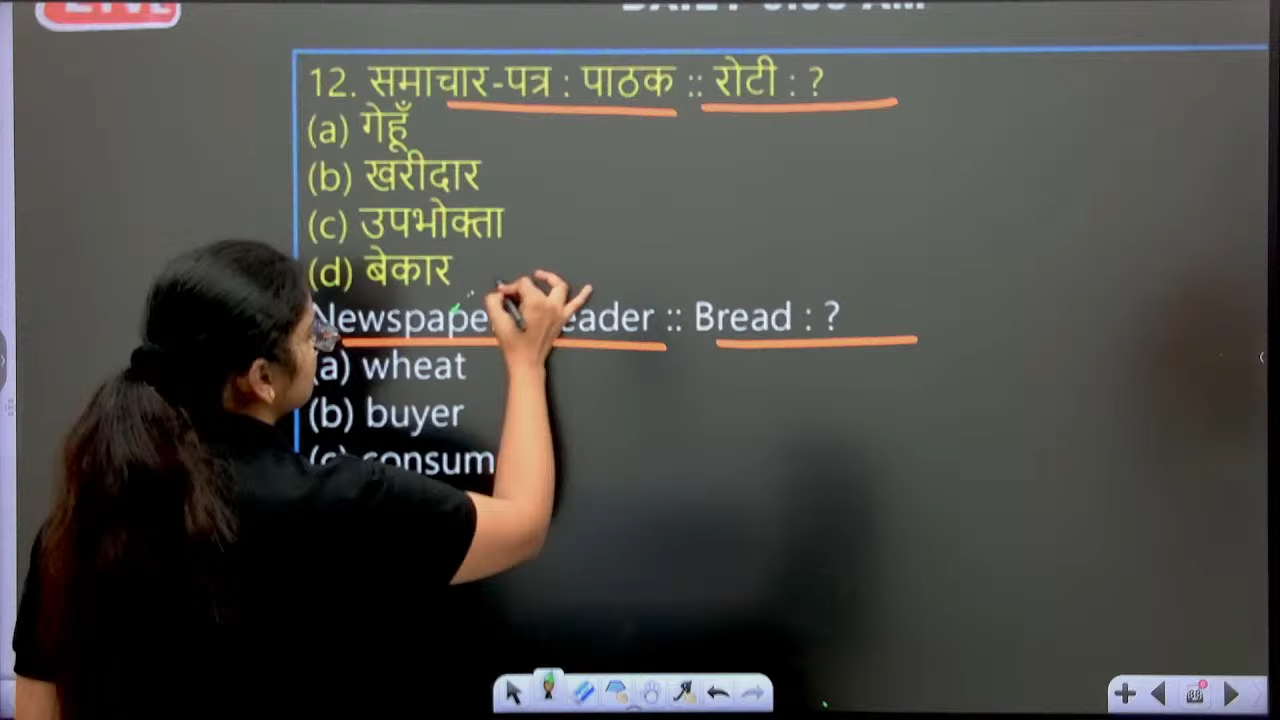 12. समाचार-पत्र : पाठक :: रोटी : ?
(a) गेहूँ
(b) खरीदार
(c) उपभोक्ता
(d) बेकार
:: Bread : ?
(a) wheat
(b) buyer
(c)